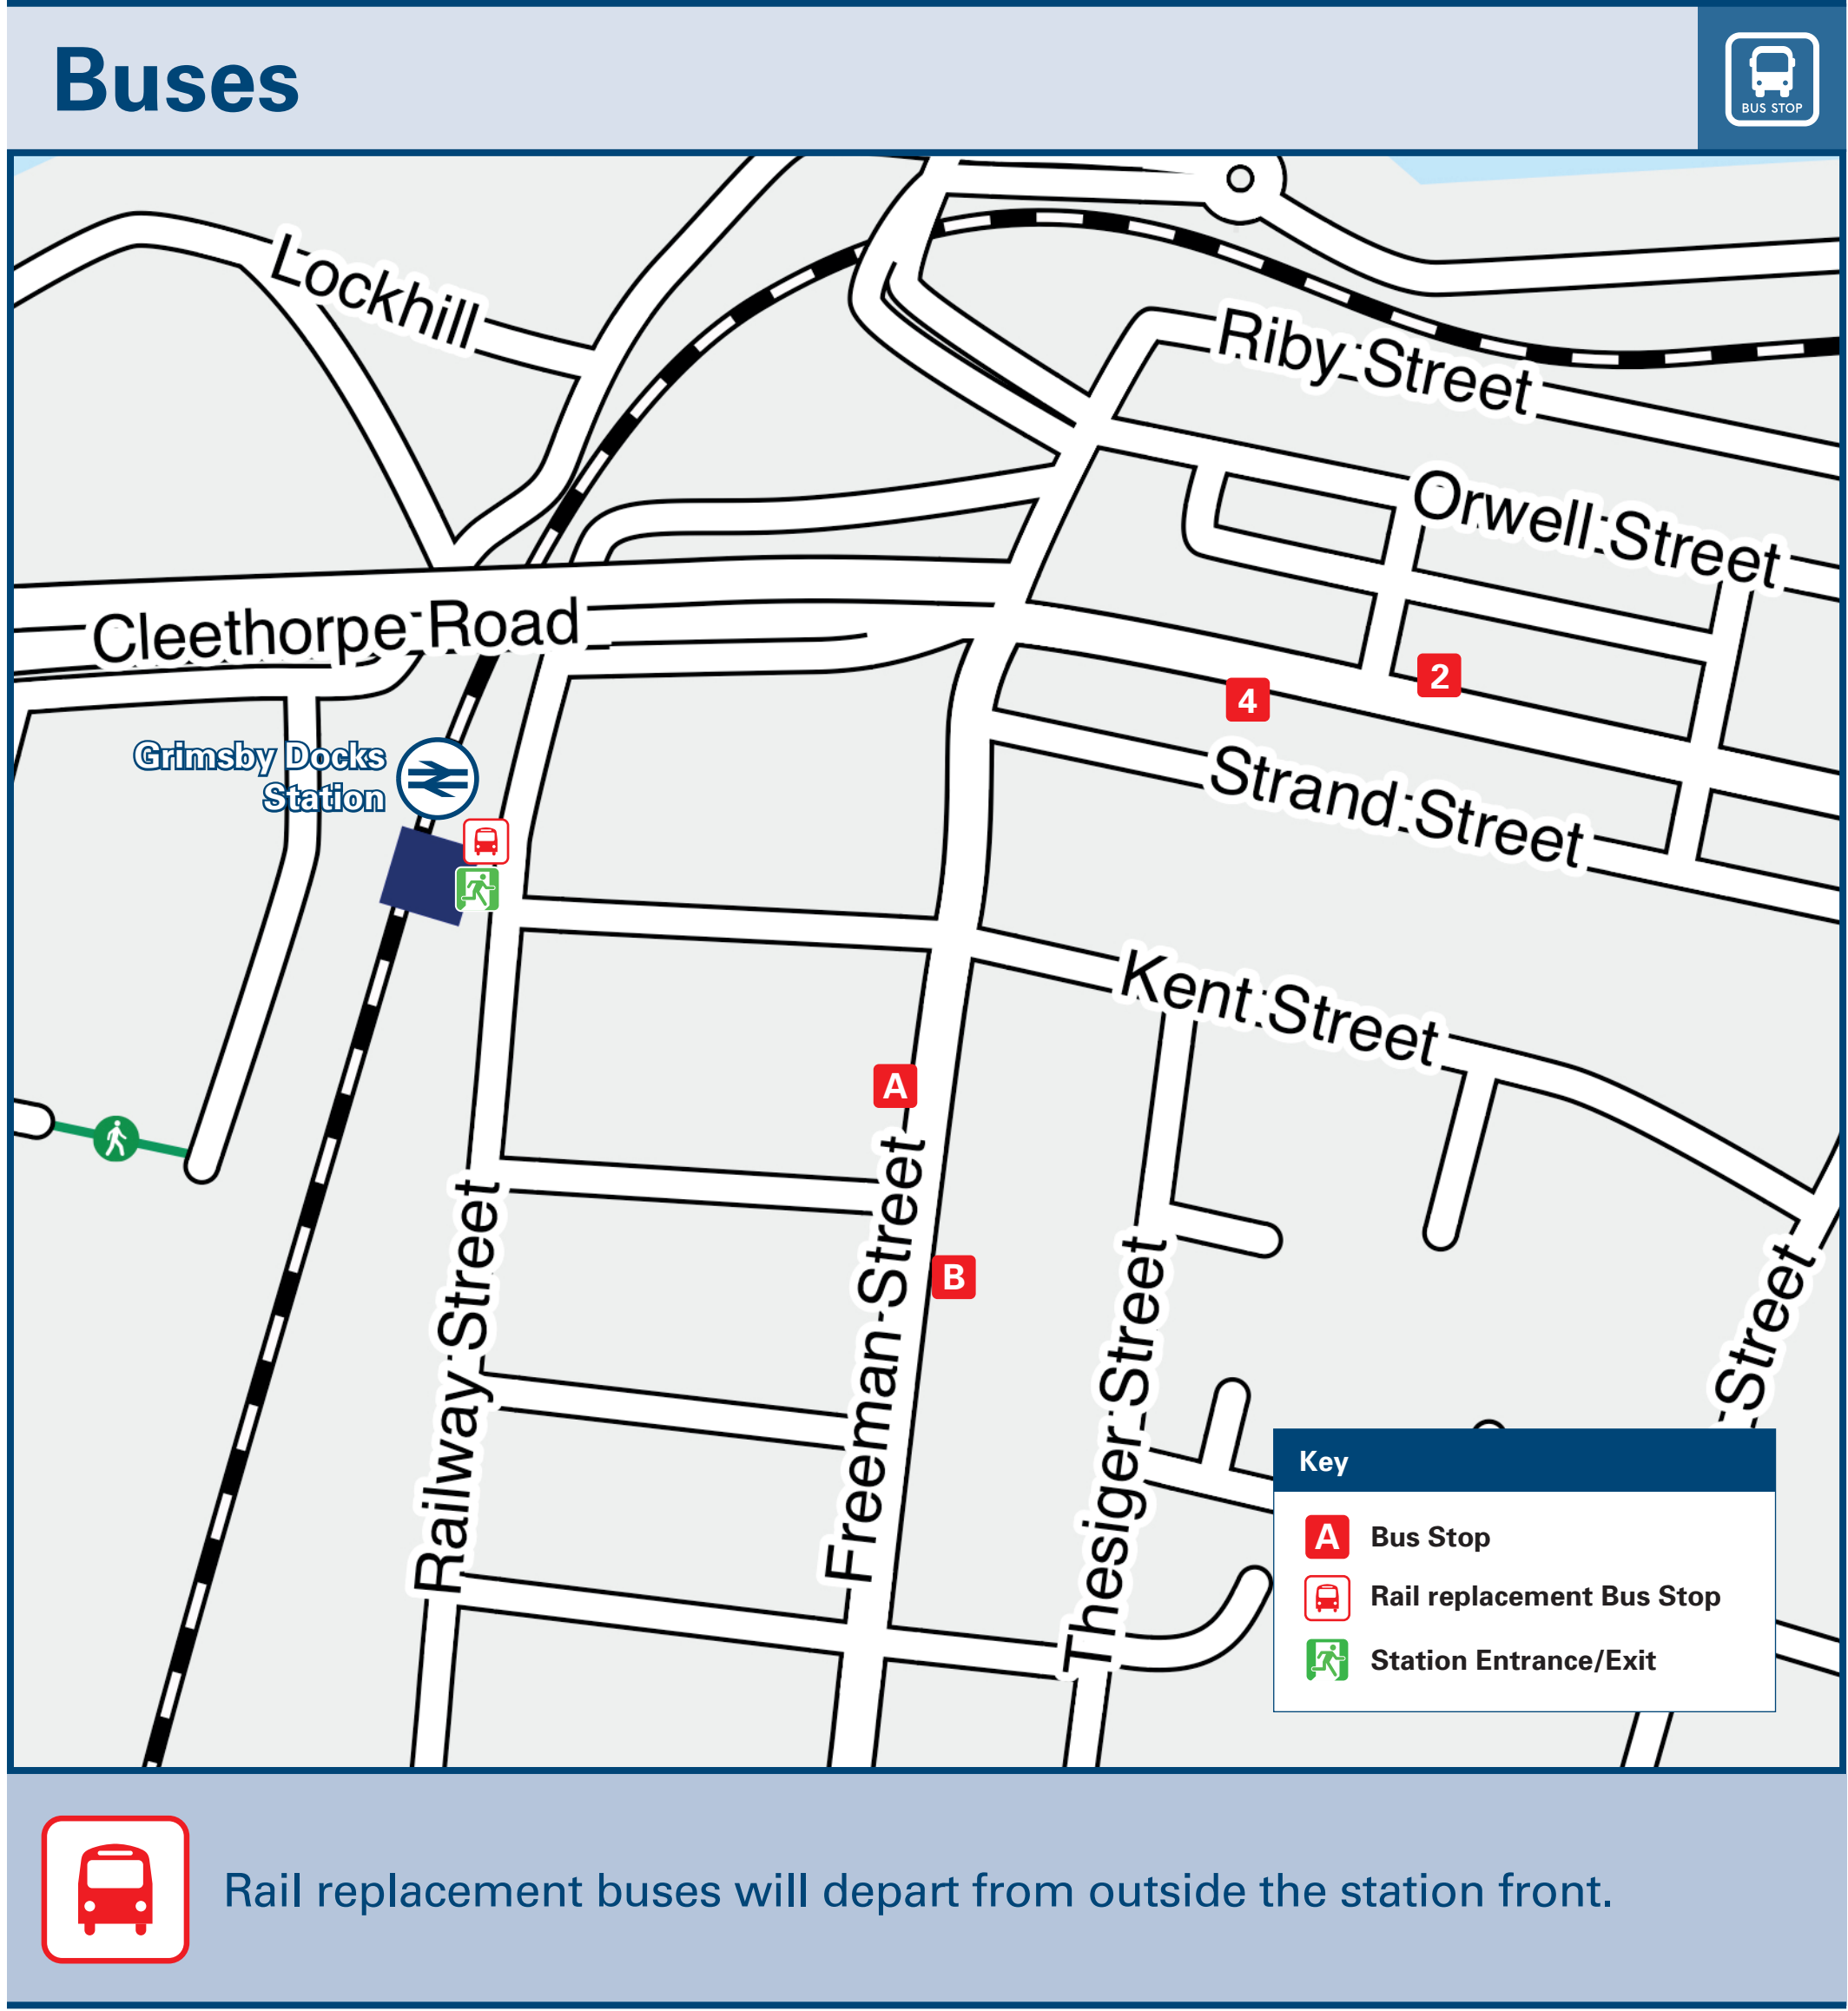 Buses
BUS STOP
Lockhill
Riby Street
Orwell Street
Cleethorpe Road
2
4
Grimsby Docks
Station
Strand Street
Kent Street
A
B
Railway Street
Freeman Street
Thesiger Street
Street
Key
A Bus Stop
Rail replacement Bus Stop
Station Entrance/Exit
Rail replacement buses will depart from outside the station front.